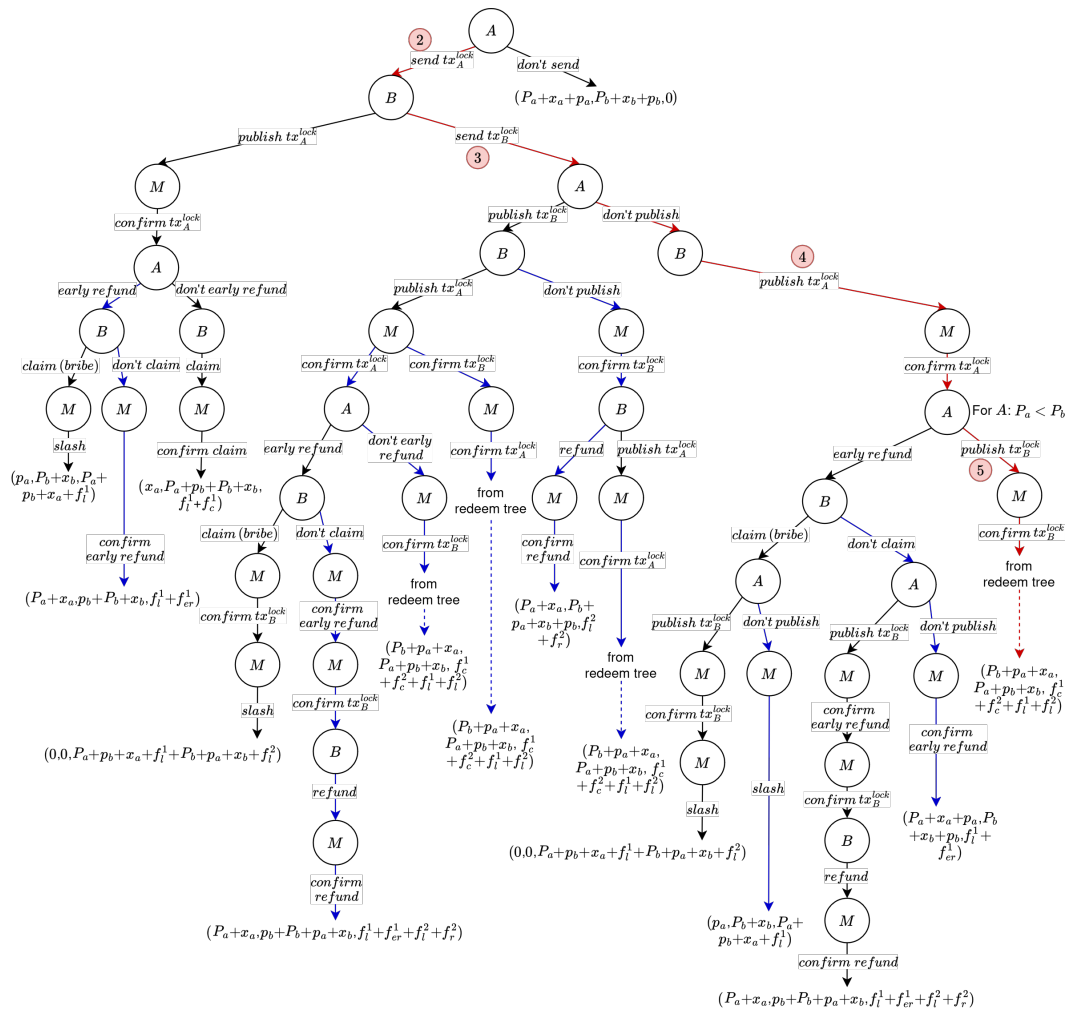 A
2
send tx_A^lock
don't send
(P_a+x_a+p_a,P_b+x_b+p_b,0)
B
publish tx_A^lock
send tx_B^lock
3
M
A
confirm tx_A^lock
publish tx_B^lock
don't publish
A
B
B
4
publish tx_A^lock
early refund
don't early refund
publish tx_A^lock
don't publish
B
B
M
M
M
claim (bribe)
don't claim
claim
confirm tx_A^lock
confirm tx_B^lock
confirm tx_B^lock
confirm tx_A^lock
M
M
M
A
M
B
A
For A: P_a < P_b
slash
confirm claim
early refund
don't early
refund
confirm tx_A^lock
refund
publish tx_A^lock
early refund
publish tx_B^lock
5
(p_a,P_b+x_b,P_a+
p_b+x_a+f_l^1)
(x_a,P_a+p_b+P_b+x_b,
f_l^1+f_c^1)
B
M
from
redeem tree
M
M
B
M
confirm
early refund
claim (bribe)
don't claim
confirm tx_B^lock
confirm
refund
confirm tx_A^lock
claim (bribe)
don't claim
confirm tx_B^lock
(P_a+x_a,p_b+P_b+x_b,f_l^1+f_er^1)
M
M
from
redeem tree
A
A
from
redeem tree
confirm tx_B^lock
confirm
early refund
(P_a+x_a,P_b+
p_a+x_b+p_b,f_l^2
+f_r^2)
publish tx_B^lock
don't publish
publish tx_B^lock
don't publish
M
M
(P_b+p_a+x_a,
P_a+p_b+x_b, f_c^1
+f_c^2+f_l^1+f_l^2)
from
redeem tree
M
M
M
M
(P_b+p_a+x_a,
P_a+p_b+x_b, f_c^1
+f_c^2+f_l^1+f_l^2)
slash
confirm tx_B^lock
confirm tx_B^lock
confirm
early refund
confirm
early refund
(0,0,P_a+p_b+x_a+f_l^1+P_b+p_a+x_b+f_l^2)
B
(P_b+p_a+x_a,
P_a+p_b+x_b, f_c^1
+f_c^2+f_l^1+f_l^2)
(P_b+p_a+x_a,
P_a+p_b+x_b, f_c^1
+f_c^2+f_l^1+f_l^2)
M
M
refund
slash
slash
confirm tx_B^lock
(P_a+x_a+p_a,P_b
+x_b+p_b,f_l^1+
f_er^1)
M
(0,0,P_a+p_b+x_a+f_l^1+P_b+p_a+x_b+f_l^2)
B
confirm
refund
refund
(P_a+x_a,p_b+P_b+p_a+x_b,f_l^1+f_er^1+f_l^2+f_r^2)
(p_a,P_b+x_b,P_a+
p_b+x_a+f_l^1)
M
confirm refund
(P_a+x_a,p_b+P_b+p_a+x_b,f_l^1+f_er^1+f_l^2+f_r^2)